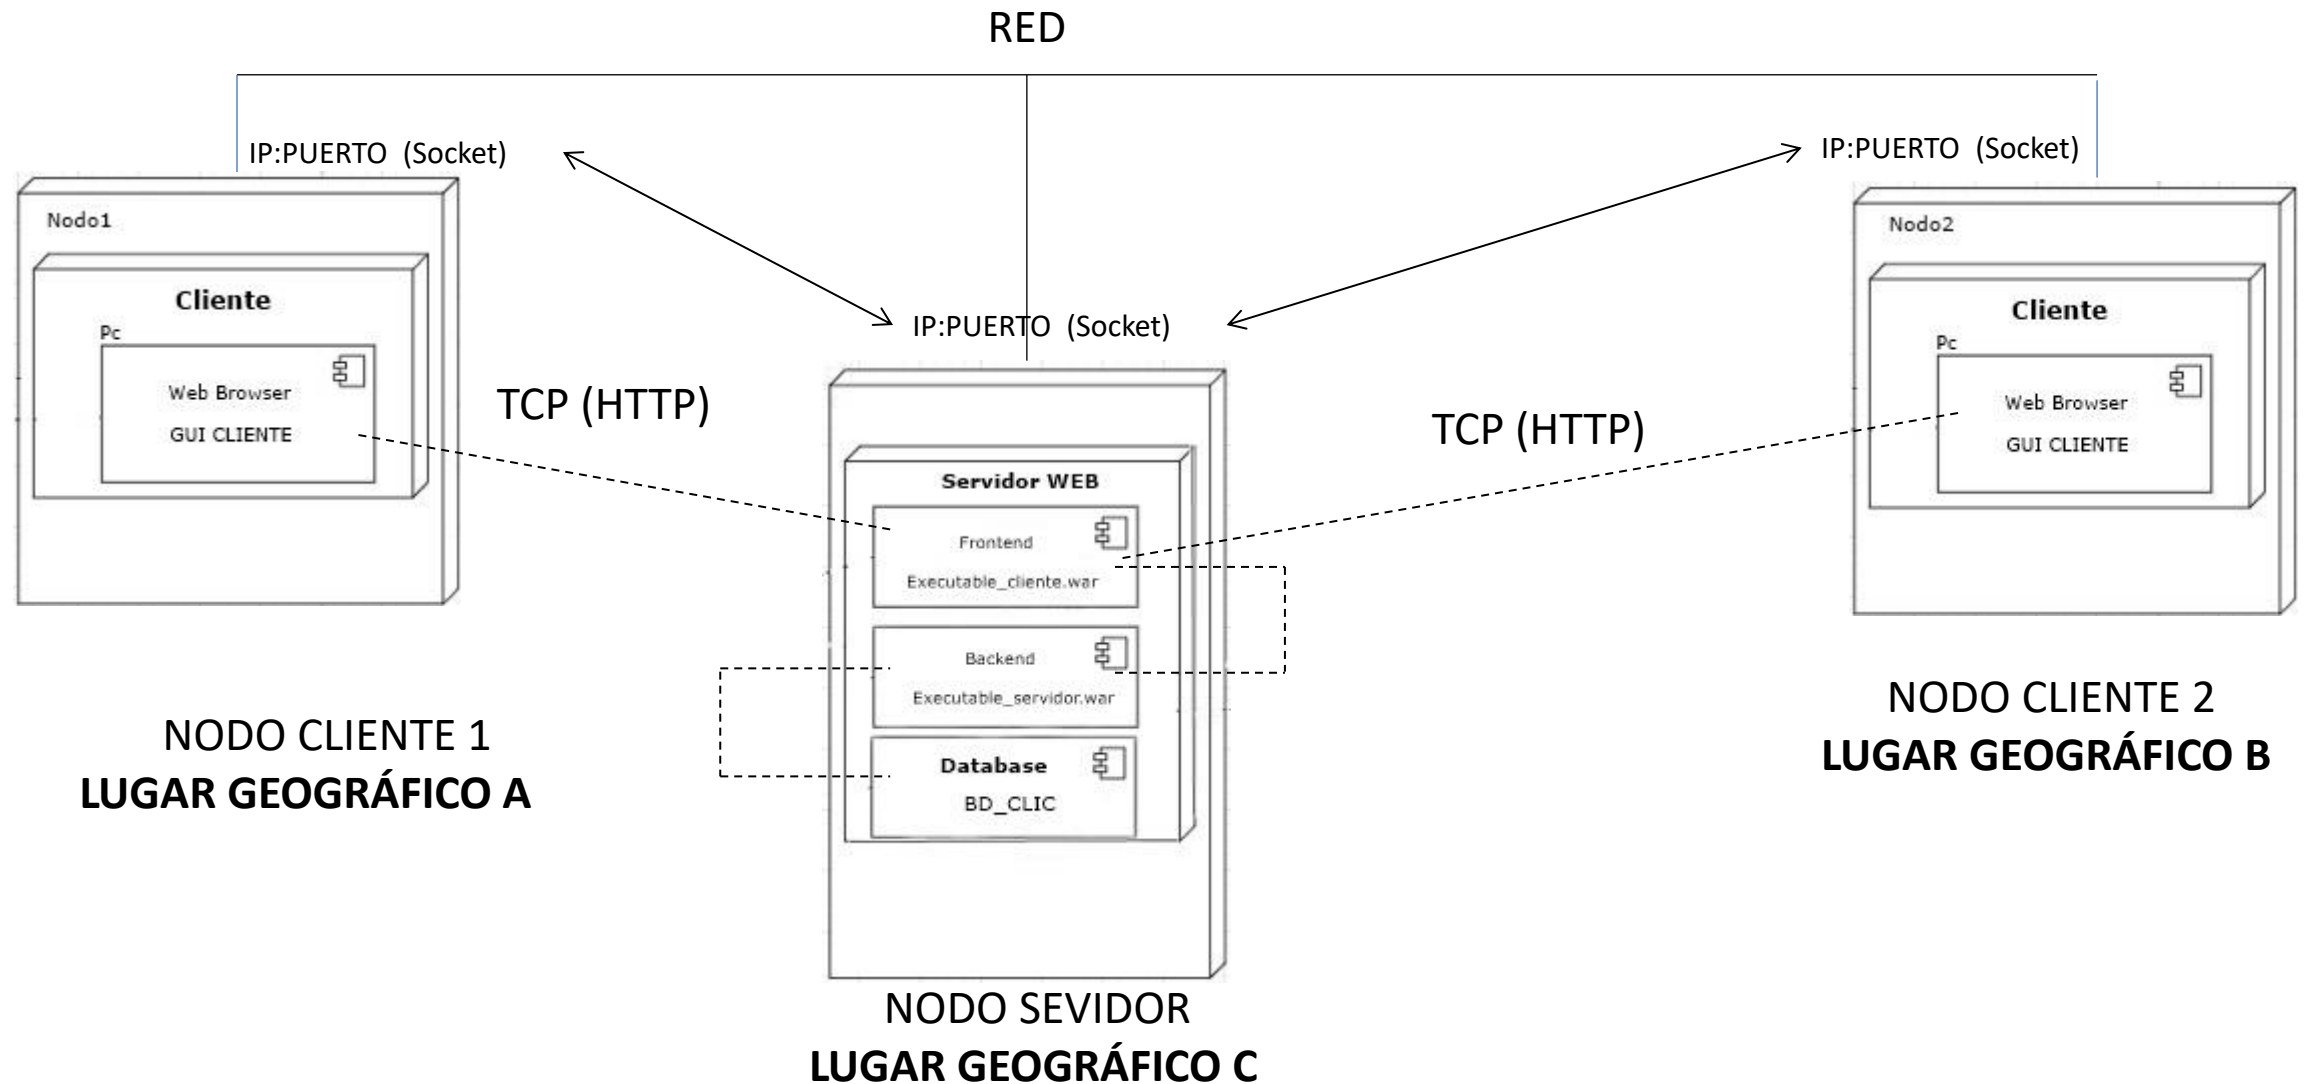 RED
IP:PUERTO (Socket)
Nodo1
Cliente
Pc
Web Browser
GUI CLIENTE
NODO CLIENTE 1
LUGAR GEOGRÁFICO A
TCP (HTTP)
IP:PUERTO (Socket)
Servidor WEB
Frontend
Executable_cliente.war
Backend
Executable_servidor.war
Database
BD_CLIC
NODO SEVIDOR
LUGAR GEOGRÁFICO C
TCP (HTTP)
IP:PUERTO (Socket)
Nodo2
Cliente
Pc
Web Browser
GUI CLIENTE
NODO CLIENTE 2
LUGAR GEOGRÁFICO B